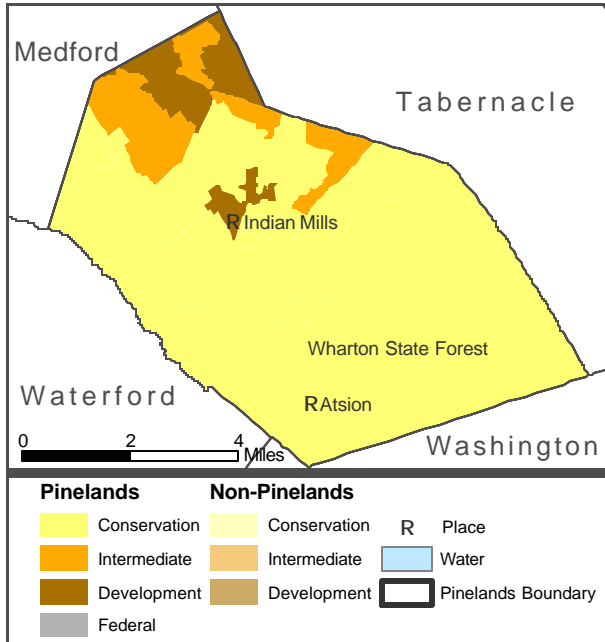 Medford
Tabernacle
R Indian Mills
Wharton State Forest
Waterford
R Atsion
Washington
0 2 4
Miles
Pinelands Non-Pinelands
Conservation Conservation R Place
Intermediate Intermediate Water
Development Development Pinelands Boundary
Federal